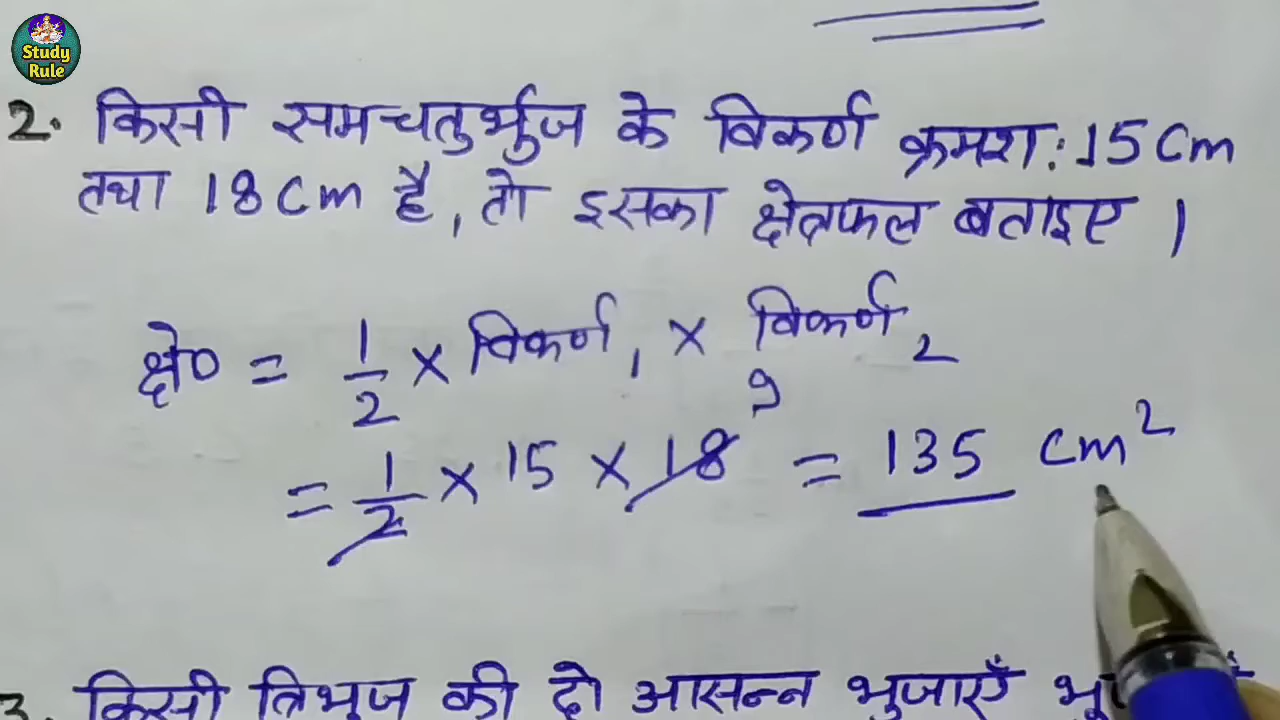 Study
Rule
2. किसी समचतुर्भुज के विकर्ण क्रमश: 15 Cm
तथा 18 Cm है, तो इसका क्षेत्रफल बताइए ।
क्षे० = 1/2 × विकर्ण₁ × विकर्ण₂
= 1/2 × 15 × 18 9 = 135 cm²
3. किसी त्रिभुज की दो आसन्न भुजाएँ